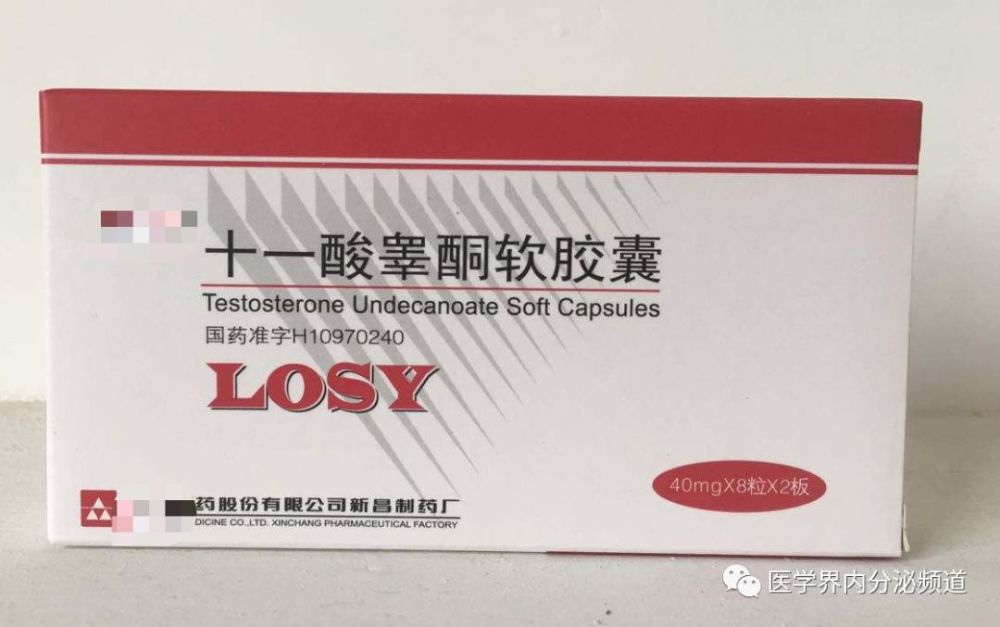 十一酸睾酮软胶囊
Testosterone Undecanoate Soft Capsules
国药准字H10970240
LOSY
40mgX8粒X2板
药股份有限公司新昌制药厂
DICINE CO.,LTD. XINCHANG PHARMACEUTICAL FACTORY
医学界内分泌频道